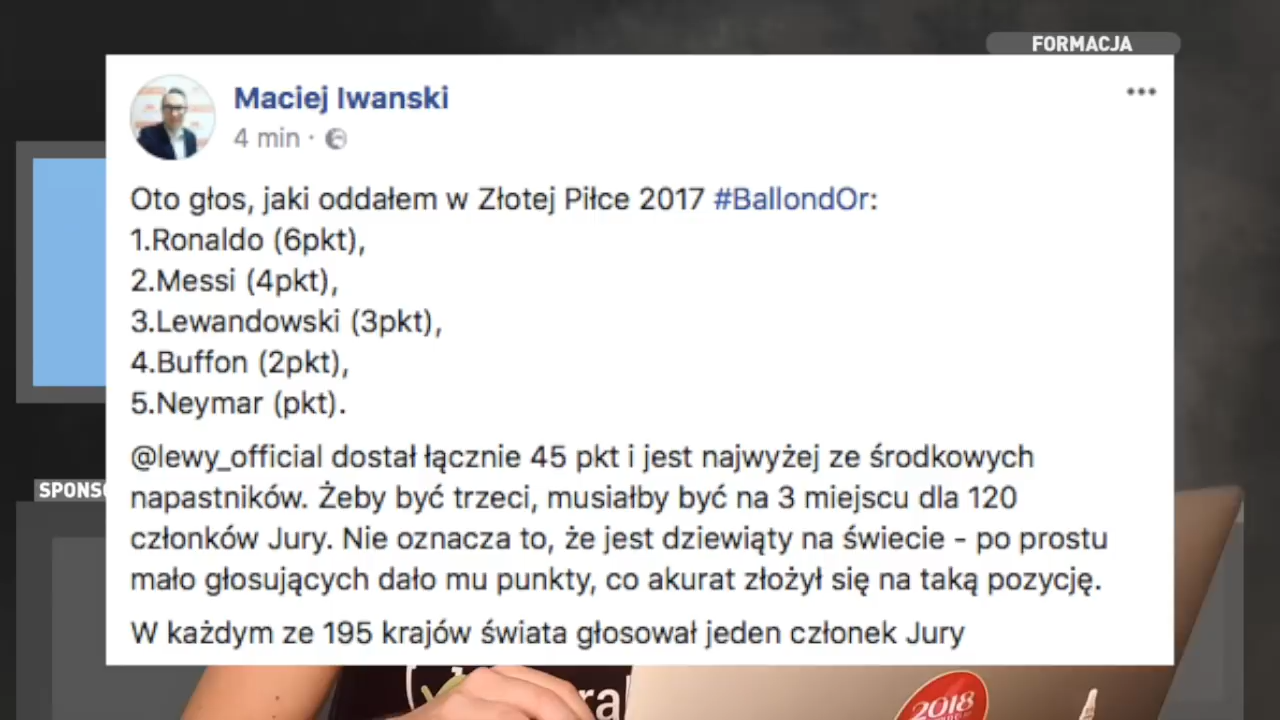 FORMACJA
Maciej Iwanski
4 min ·
Oto głos, jaki oddałem w Złotej Piłce 2017 #BallondOr:
1.Ronaldo (6pkt),
2.Messi (4pkt),
3.Lewandowski (3pkt),
4.Buffon (2pkt),
5.Neymar (pkt).
@lewy_official dostał łącznie 45 pkt i jest najwyżej ze środkowych
napastników. Żeby być trzeci, musiałby być na 3 miejscu dla 120
członków Jury. Nie oznacza to, że jest dziewiąty na świecie - po prostu
mało głosujących dało mu punkty, co akurat złożył się na taką pozycję.
W każdym ze 195 krajów świata głosował jeden członek Jury
2018